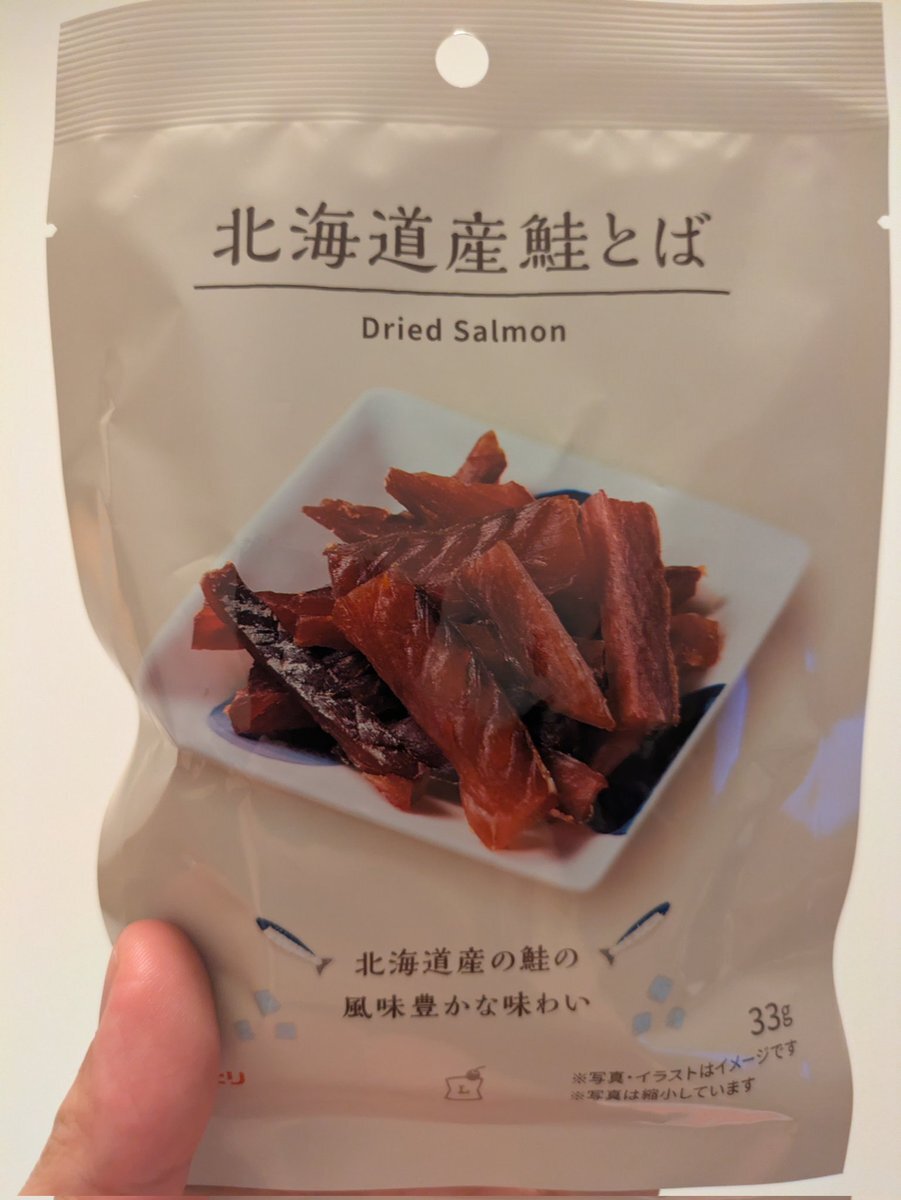 北海道産鮭とば
Dried Salmon
北海道産の鮭の
風味豊かな味わい
33g
※写真・イラストはイメージです
※写真は縮小しています
L